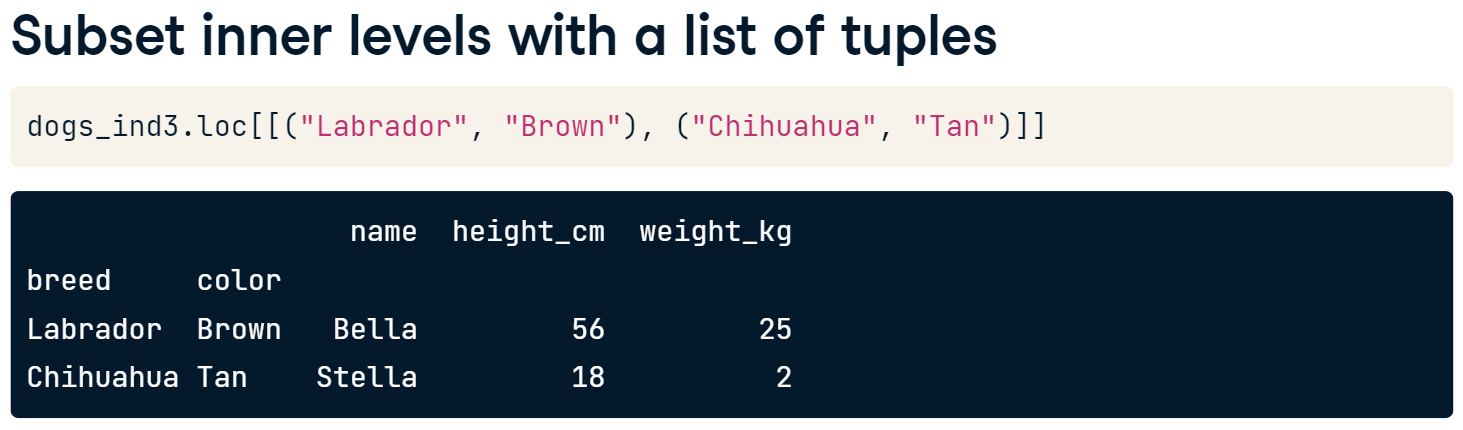 Subset inner levels with a list of tuples
dogs_ind3.loc[[("Labrador", "Brown"), ("Chihuahua", "Tan")]]
name height_cm weight_kg
breed color
Labrador Brown Bella 56 25
Chihuahua Tan Stella 18 2